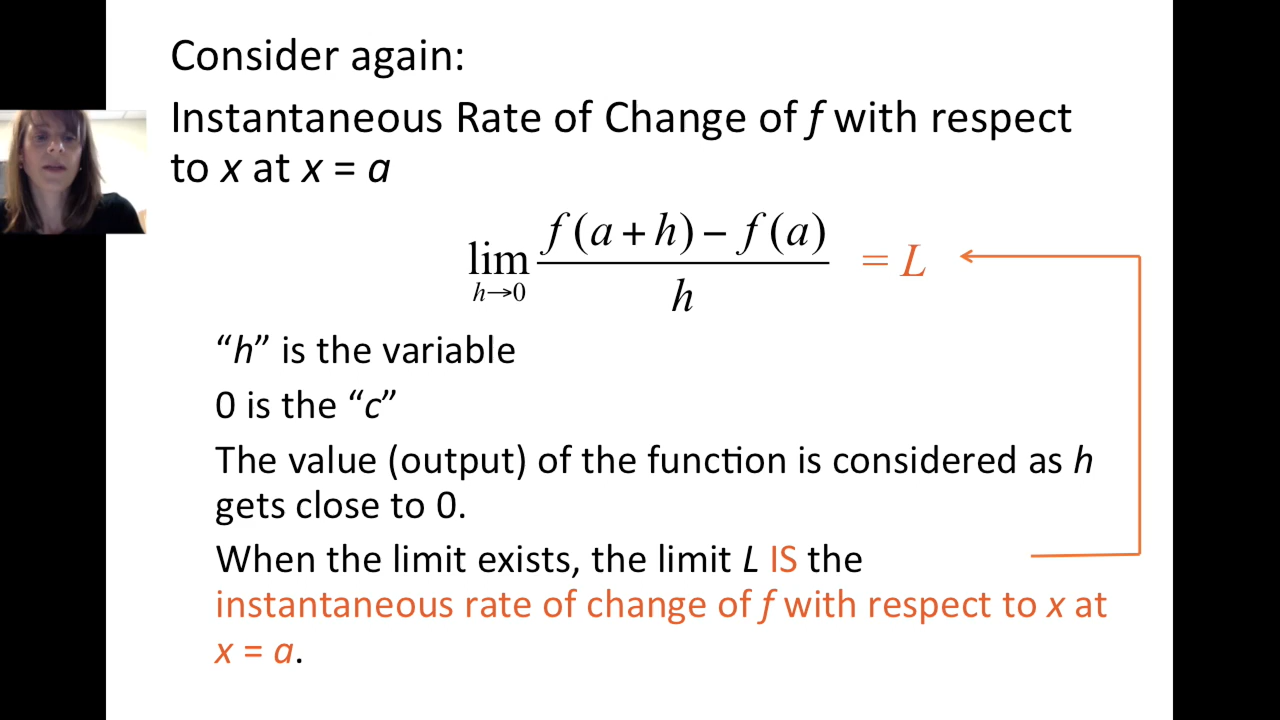 Consider again:
Instantaneous Rate of Change of f with respect
to x at x = a
lim h→0 f(a+h) − f(a) / h = L
“h” is the variable
0 is the “c”
The value (output) of the function is considered as h
gets close to 0.
When the limit exists, the limit L IS the
instantaneous rate of change of f with respect to x at
x = a.